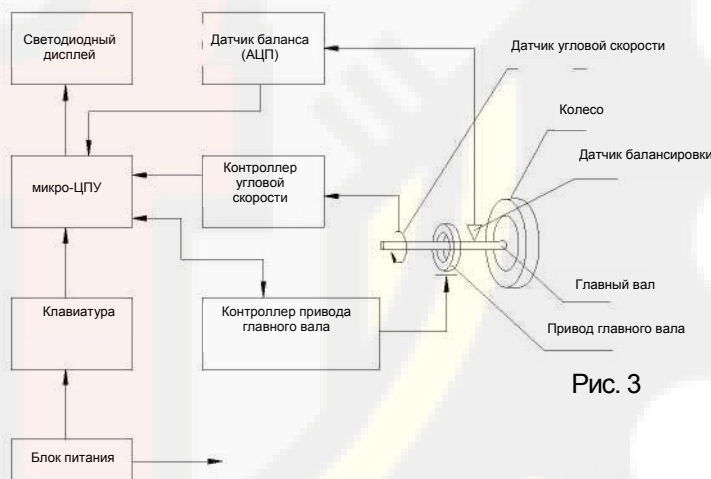 Светодиодный
дисплей
Датчик баланса
(АЦП)
Датчик угловой скорости
Колесо
Датчик балансировки
микро-ЦПУ
Контроллер
угловой
скорости
Главный вал
Клавиатура
Контроллер привода
главного вала
Привод главного вала
Рис. 3
Блок питания